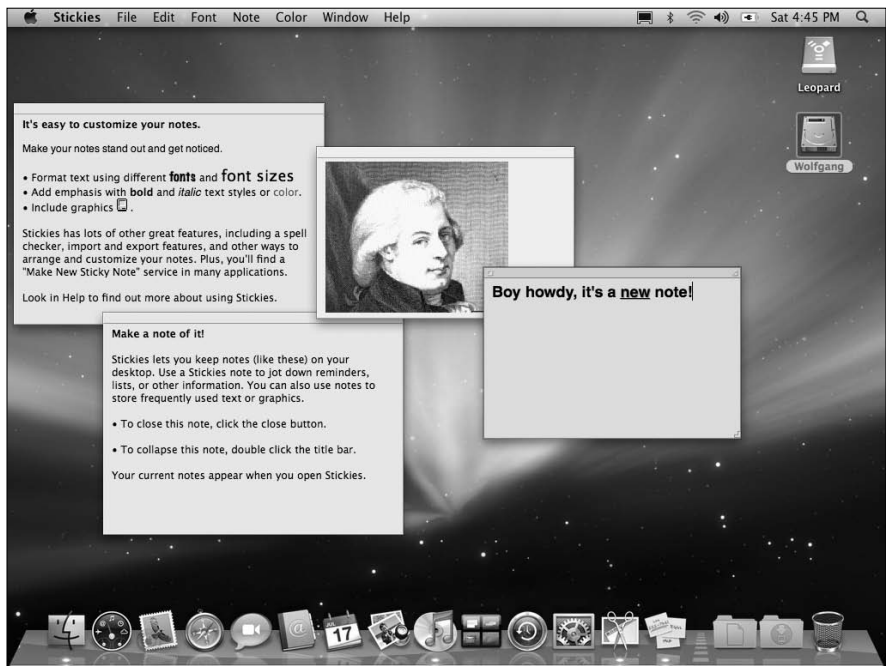 Stickies File Edit Font Note Color Window Help Sat 4:45 PM
Leopard
Wolfgang
It's easy to customize your notes.
Make your notes stand out and get noticed.
• Format text using different fonts and font sizes
• Add emphasis with bold and italic text styles or color.
• Include graphics .
Stickies has lots of other great features, including a spell
checker, import and export features, and other ways to
arrange and customize your notes. Plus, you'll find a
"Make New Sticky Note" service in many applications.
Look in Help to find out more about using Stickies.
Boy howdy, it's a new note!
Make a note of it!
Stickies lets you keep notes (like these) on your
desktop. Use a Stickies note to jot down reminders,
lists, or other information. You can also use notes to
store frequently used text or graphics.
• To close this note, click the close button.
• To collapse this note, double click the title bar.
Your current notes appear when you open Stickies.
JUL
17